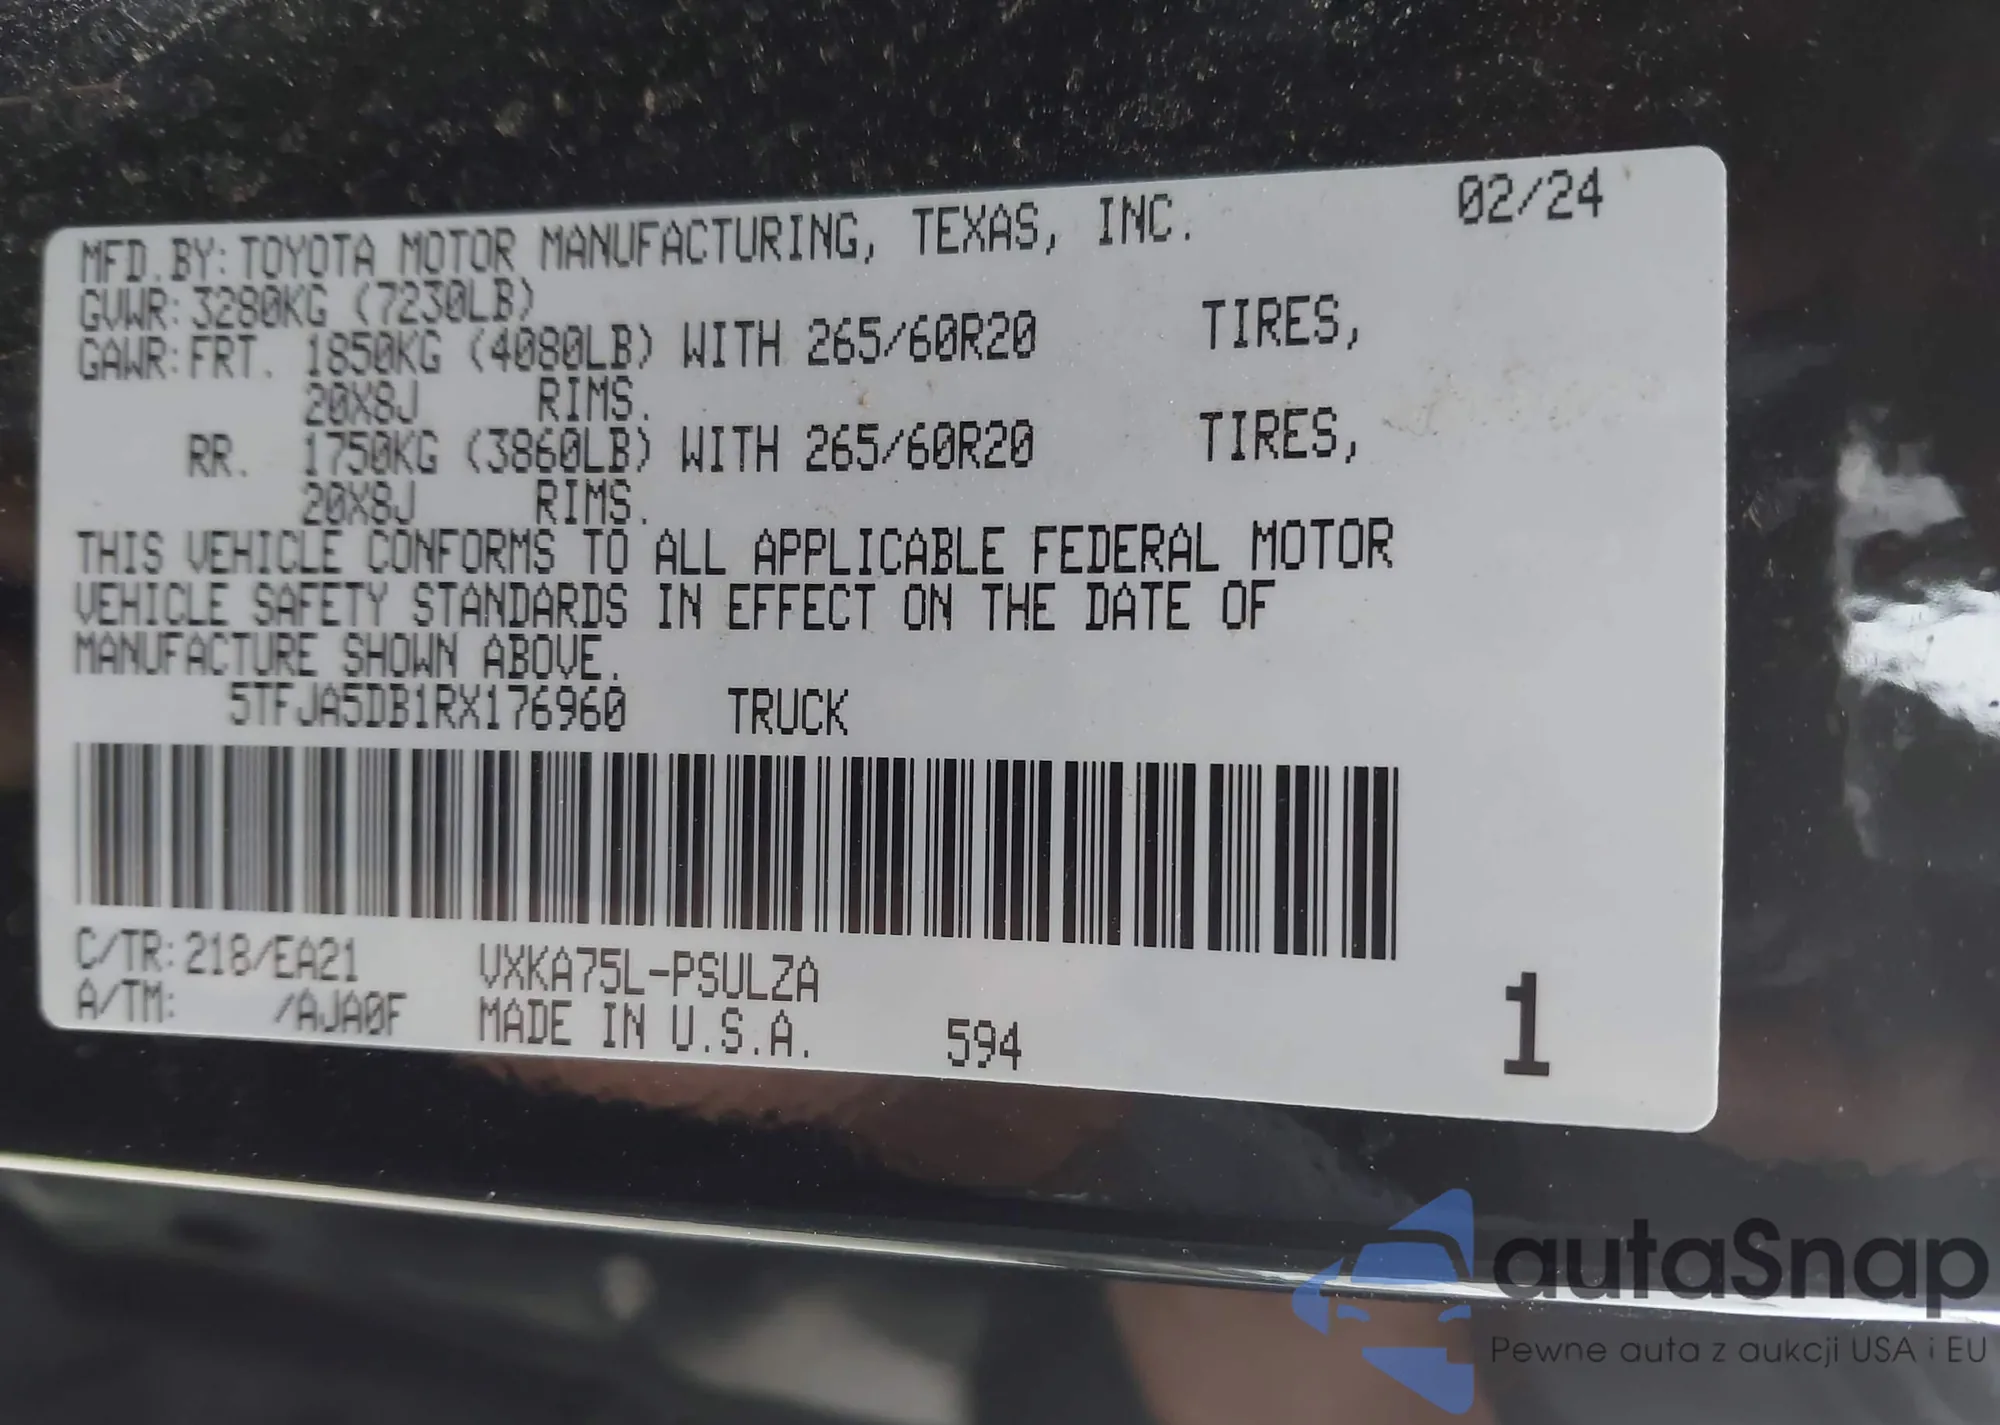 MFD.BY: TOYOTA MOTOR MANUFACTURING, TEXAS, INC. 02/24
GVWR: 3280KG (7230LB)
GAWR: FRT. 1850KG (4080LB) WITH 265/60R20 TIRES,
20X8J RIMS.
RR. 1750KG (3860LB) WITH 265/60R20 TIRES,
20X8J RIMS.
THIS VEHICLE CONFORMS TO ALL APPLICABLE FEDERAL MOTOR
VEHICLE SAFETY STANDARDS IN EFFECT ON THE DATE OF
MANUFACTURE SHOWN ABOVE.
5TFJA5DB1RX176960 TRUCK
C/TR: 218/EA21 VXKA75L-PSULZA
A/TM: /AJA0F MADE IN U.S.A. 594 1
autaSnap
Pewne auta z aukcji USA i EU